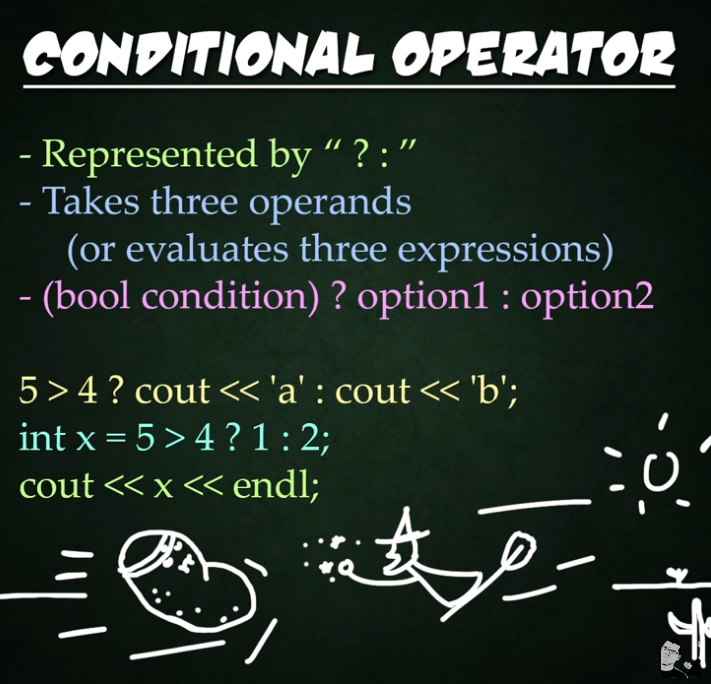 CONDITIONAL OPERATOR
- Represented by “ ? : ”
- Takes three operands
(or evaluates three expressions)
- (bool condition) ? option1 : option2
5 > 4 ? cout << 'a' : cout << 'b';
int x = 5 > 4 ? 1 : 2;
cout << x << endl;